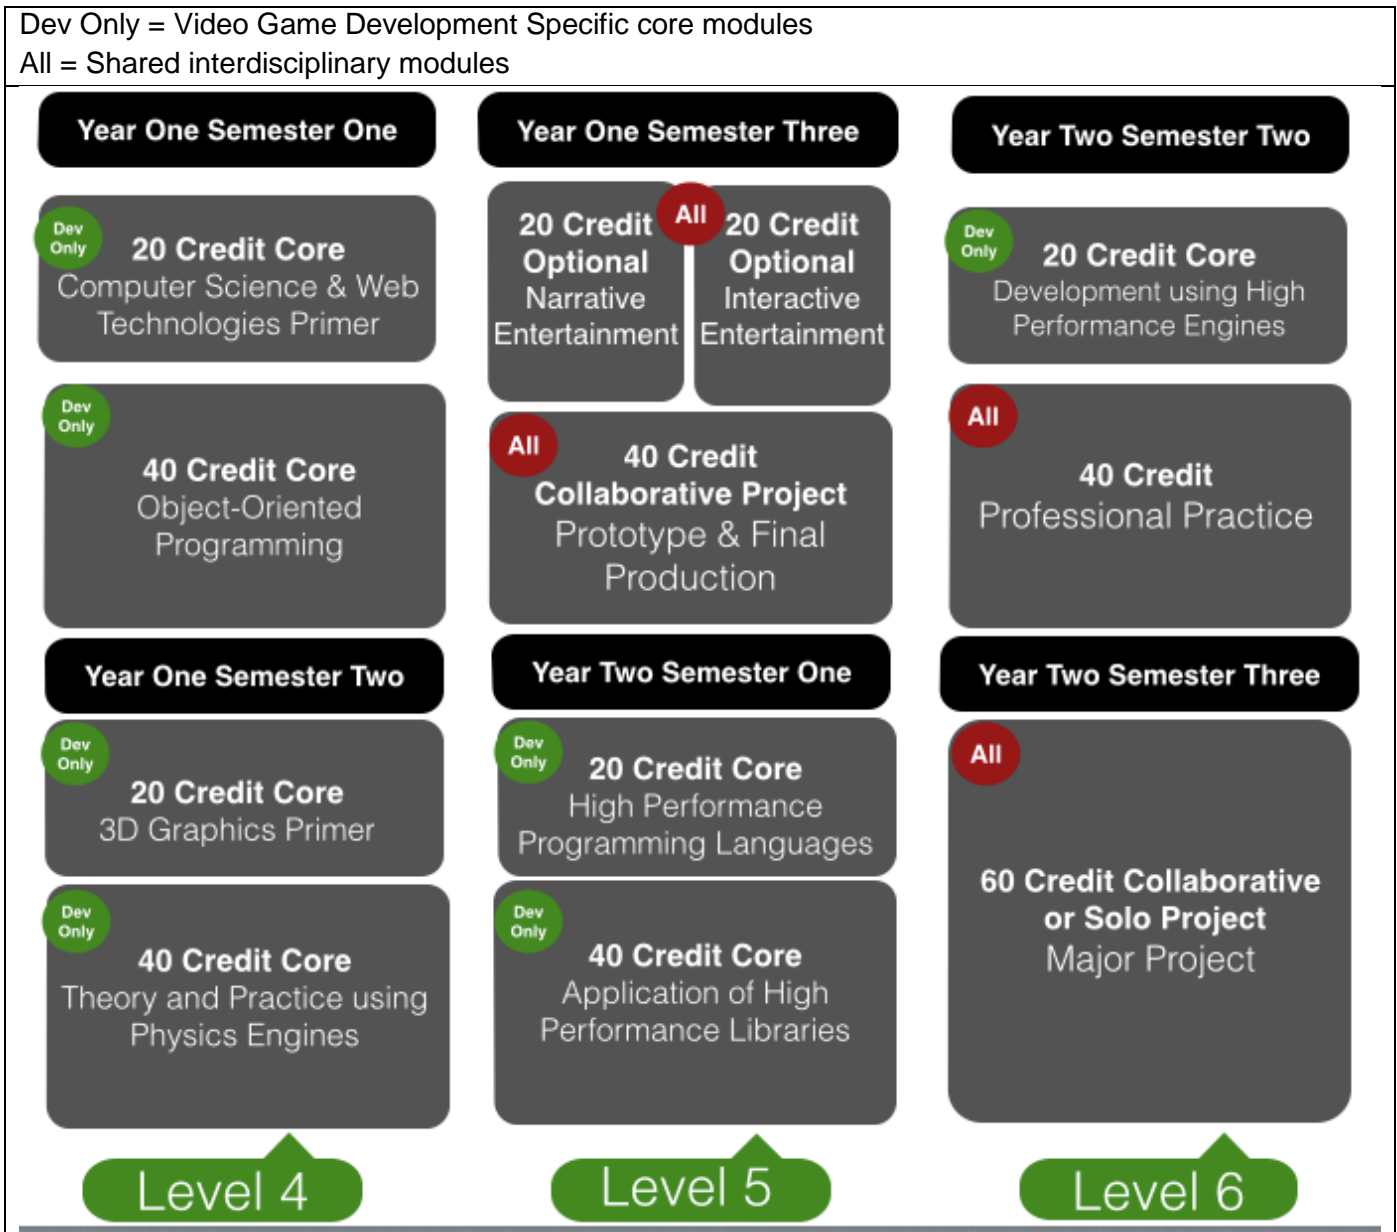 Dev Only = Video Game Development Specific core modules
All = Shared interdisciplinary modules
Year One Semester One
Dev
Only
20 Credit Core
Computer Science & Web
Technologies Primer
Dev
Only
40 Credit Core
Object-Oriented
Programming
Year One Semester Two
Dev
Only
20 Credit Core
3D Graphics Primer
Dev
Only
40 Credit Core
Theory and Practice using
Physics Engines
Level 4
Year One Semester Three
All
20 Credit
Optional
Narrative
Entertainment
20 Credit
Optional
Interactive
Entertainment
All
40 Credit
Collaborative Project
Prototype & Final
Production
Year Two Semester One
Dev
Only
20 Credit Core
High Performance
Programming Languages
Dev
Only
40 Credit Core
Application of High
Performance Libraries
Level 5
Year Two Semester Two
Dev
Only
20 Credit Core
Development using High
Performance Engines
All
40 Credit
Professional Practice
Year Two Semester Three
All
60 Credit Collaborative
or Solo Project
Major Project
Level 6